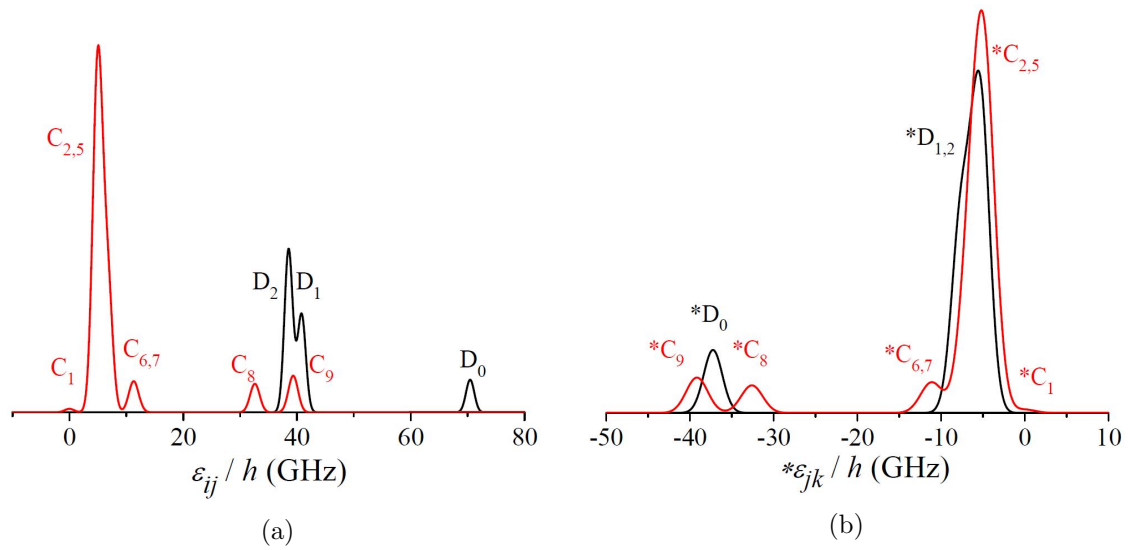 C₂,₅
C₁
C₆,₇
C₈
D₂
D₁
C₉
D₀
0
20
40
60
80
εᵢⱼ / h (GHz)
(a)
*C₂,₅
*D₁,₂
*D₀
*C₉
*C₈
*C₆,₇
*C₁
-50
-40
-30
-20
-10
0
10
*εⱼₖ / h (GHz)
(b)